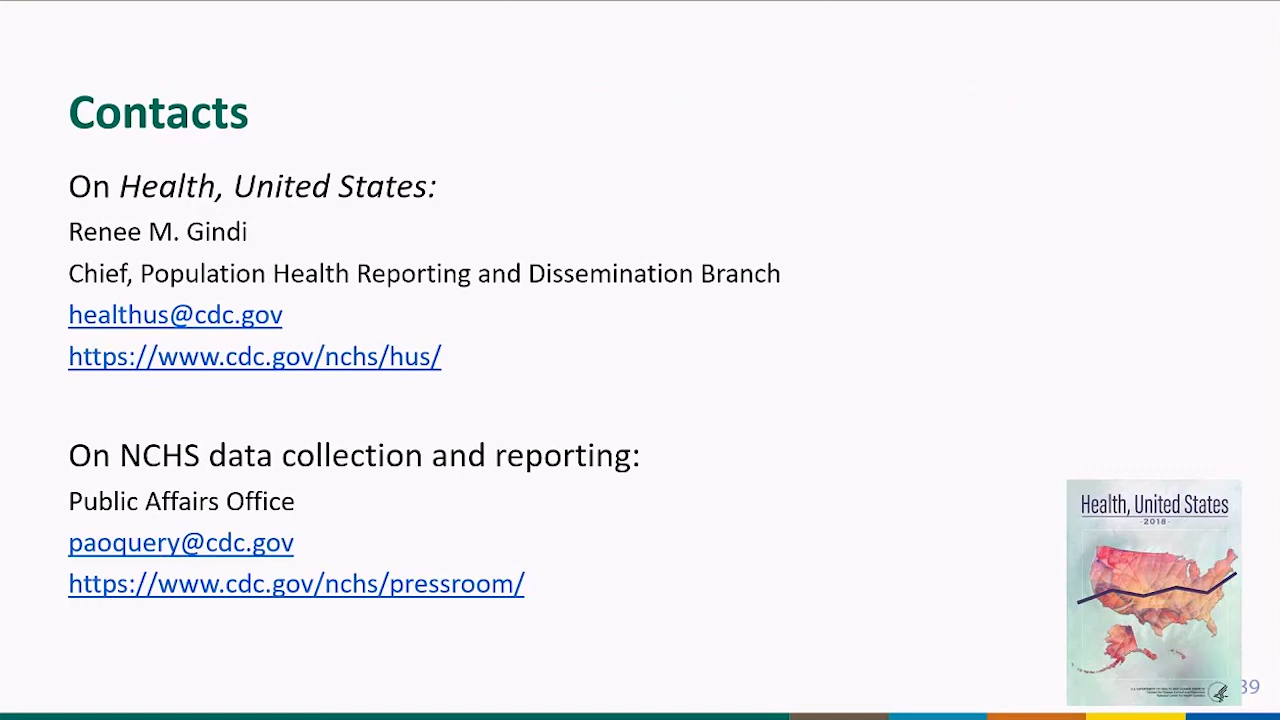 Contacts
On Health, United States:
Renee M. Gindi
Chief, Population Health Reporting and Dissemination Branch
healthus@cdc.gov
https://www.cdc.gov/nchs/hus/
On NCHS data collection and reporting:
Public Affairs Office
paoquery@cdc.gov
https://www.cdc.gov/nchs/pressroom/
Health, United States
-2018-
39